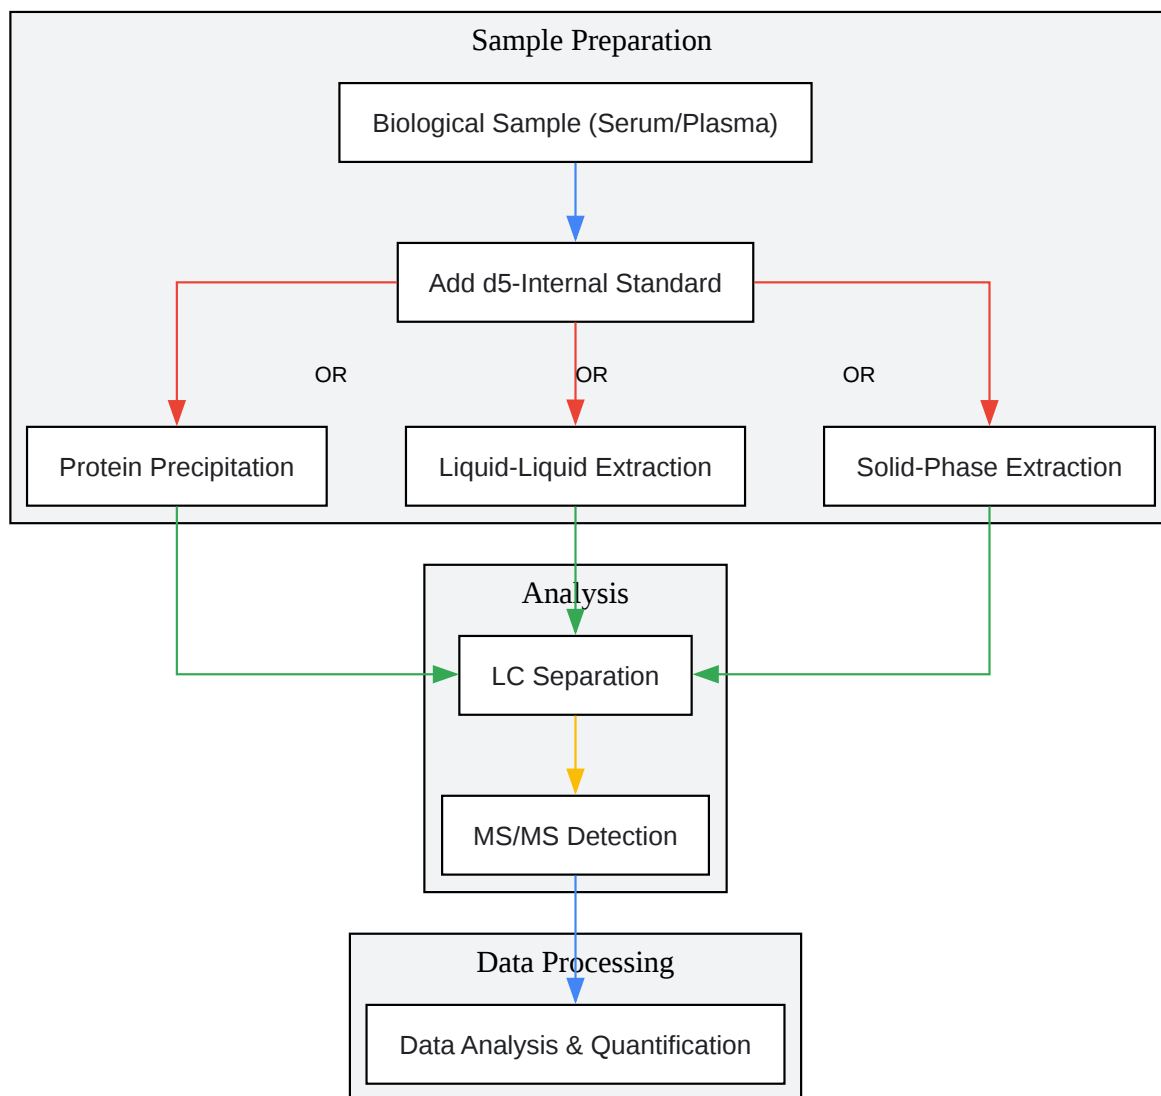 Sample Preparation
Biological Sample (Serum/Plasma)
Add d5-Internal Standard
OR
OR
OR
Protein Precipitation
Liquid-Liquid Extraction
Solid-Phase Extraction
Analysis
LC Separation
MS/MS Detection
Data Processing
Data Analysis & Quantification